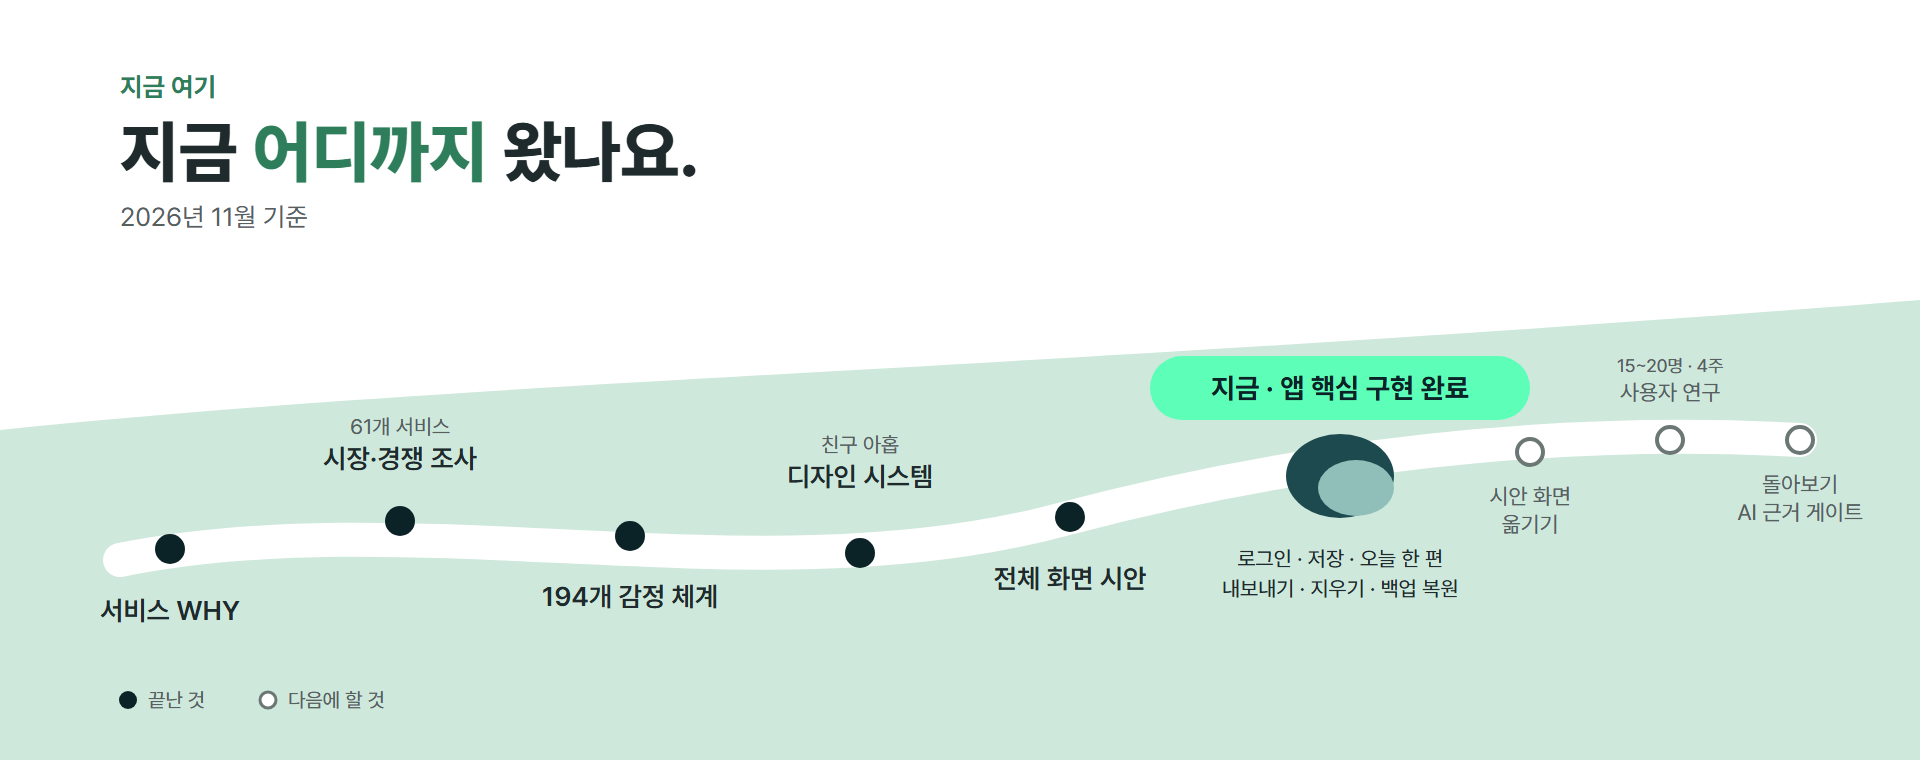 지금 여기
지금 어디까지 왔나요.
2026년 11월 기준
서비스 WHY
61개 서비스
시장·경쟁 조사
194개 감정 체계
친구 아홉
디자인 시스템
전체 화면 시안
지금 · 앱 핵심 구현 완료
로그인 · 저장 · 오늘 한 편
내보내기 · 지우기 · 백업 복원
시안 화면
옮기기
15~20명 · 4주
사용자 연구
돌아보기
AI 근거 게이트
끝난 것
다음에 할 것